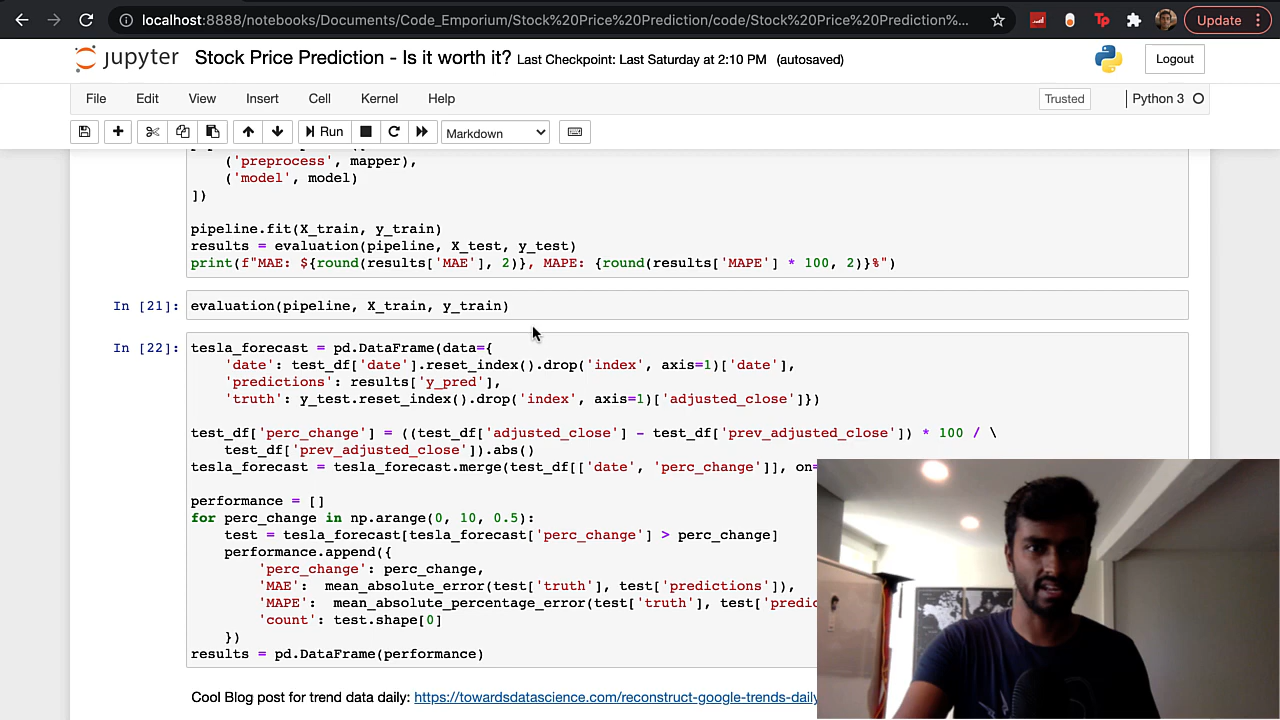 localhost:8888/notebooks/Documents/Code_Emporium/Stock%20Price%20Prediction/code/Stock%20Price%20Prediction%...
Tp
Update
jupyter Stock Price Prediction - Is it worth it? Last Checkpoint: Last Saturday at 2:10 PM (autosaved)
Logout
File Edit View Insert Cell Kernel Help
Trusted Python 3
Run Markdown
('preprocess', mapper),
('model', model)
])
pipeline.fit(X_train, y_train)
results = evaluation(pipeline, X_test, y_test)
print(f"MAE: ${round(results['MAE'], 2)}, MAPE: {round(results['MAPE'] * 100, 2)}%")
In [21]: evaluation(pipeline, X_train, y_train)
In [22]: tesla_forecast = pd.DataFrame(data={
'date': test_df['date'].reset_index().drop('index', axis=1)['date'],
'predictions': results['y_pred'],
'truth': y_test.reset_index().drop('index', axis=1)['adjusted_close']})
test_df['perc_change'] = ((test_df['adjusted_close'] - test_df['prev_adjusted_close']) * 100 / \
test_df['prev_adjusted_close']).abs()
tesla_forecast = tesla_forecast.merge(test_df[['date', 'perc_change']], on=
performance = []
for perc_change in np.arange(0, 10, 0.5):
test = tesla_forecast[tesla_forecast['perc_change'] > perc_change]
performance.append({
'perc_change': perc_change,
'MAE': mean_absolute_error(test['truth'], test['predictions']),
'MAPE': mean_absolute_percentage_error(test['truth'], test['predic
'count': test.shape[0]
})
results = pd.DataFrame(performance)
Cool Blog post for trend data daily: https://towardsdatascience.com/reconstruct-google-trends-daily